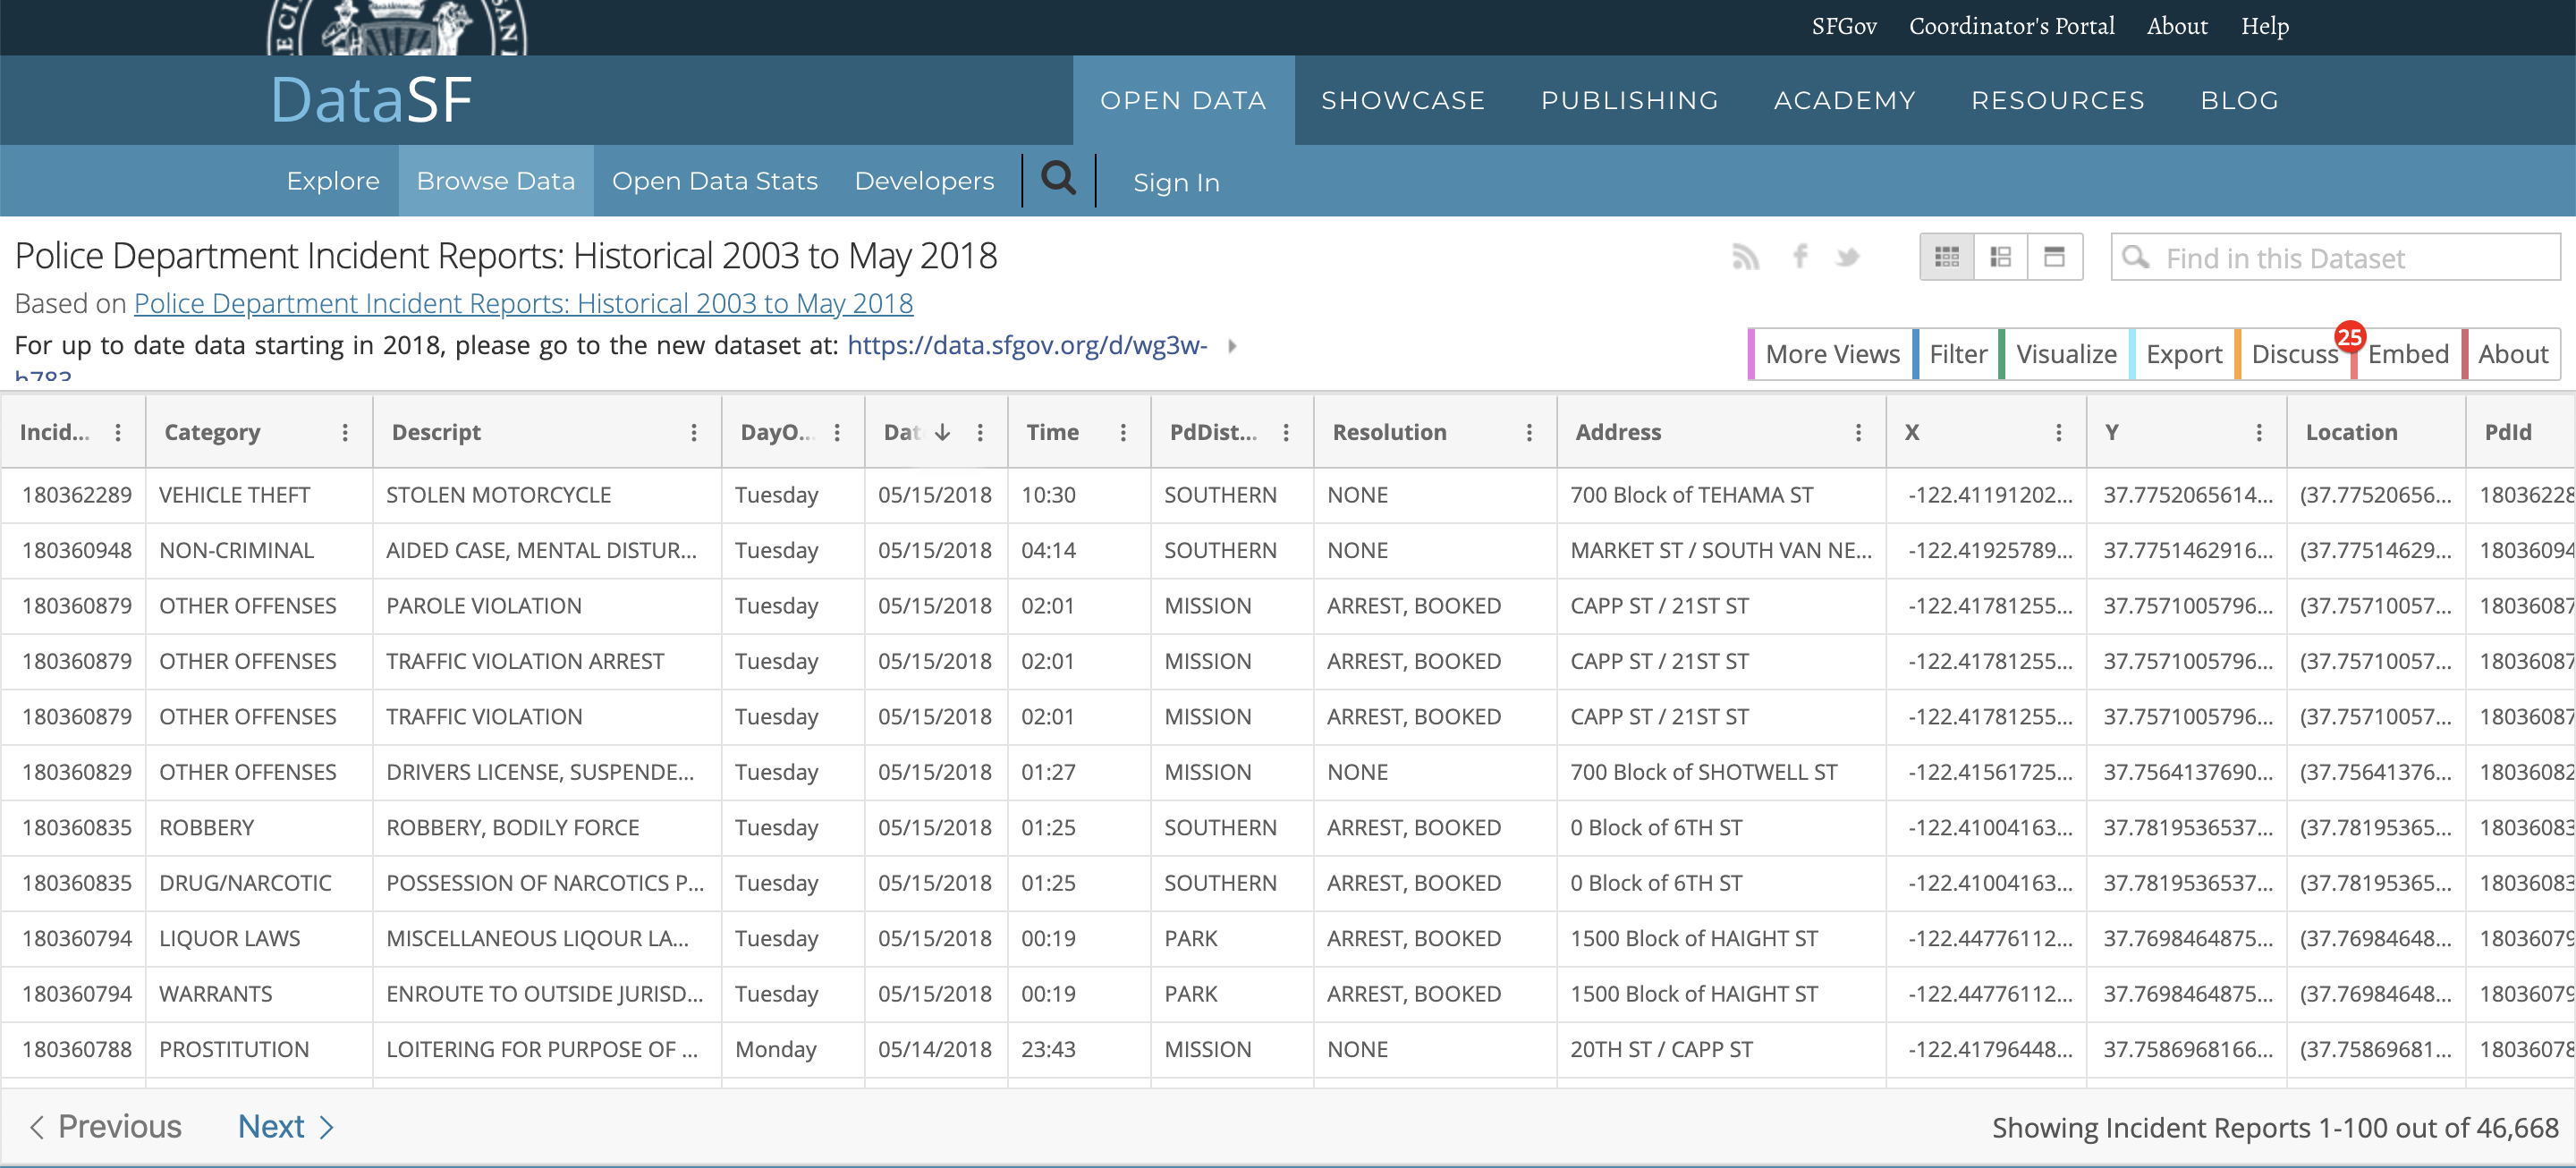 SFGov Coordinator's Portal About Help
DataSF
OPEN DATA SHOWCASE PUBLISHING ACADEMY RESOURCES BLOG
Explore Browse Data Open Data Stats Developers Sign In
Police Department Incident Reports: Historical 2003 to May 2018
Find in this Dataset
Based on Police Department Incident Reports: Historical 2003 to May 2018
For up to date data starting in 2018, please go to the new dataset at: https://data.sfgov.org/d/wg3w-
h783
More Views Filter Visualize Export Discuss 25 Embed About
Incid... Category Descript DayO... Dat Time PdDist... Resolution Address X Y Location PdId
180362289 VEHICLE THEFT STOLEN MOTORCYCLE Tuesday 05/15/2018 10:30 SOUTHERN NONE 700 Block of TEHAMA ST -122.41191202... 37.7752065614... (37.77520656... 18036228
180360948 NON-CRIMINAL AIDED CASE, MENTAL DISTUR... Tuesday 05/15/2018 04:14 SOUTHERN NONE MARKET ST / SOUTH VAN NE... -122.41925789... 37.7751462916... (37.77514629... 18036094
180360879 OTHER OFFENSES PAROLE VIOLATION Tuesday 05/15/2018 02:01 MISSION ARREST, BOOKED CAPP ST / 21ST ST -122.41781255... 37.7571005796... (37.75710057... 18036087
180360879 OTHER OFFENSES TRAFFIC VIOLATION ARREST Tuesday 05/15/2018 02:01 MISSION ARREST, BOOKED CAPP ST / 21ST ST -122.41781255... 37.7571005796... (37.75710057... 18036087
180360879 OTHER OFFENSES TRAFFIC VIOLATION Tuesday 05/15/2018 02:01 MISSION ARREST, BOOKED CAPP ST / 21ST ST -122.41781255... 37.7571005796... (37.75710057... 18036087
180360829 OTHER OFFENSES DRIVERS LICENSE, SUSPENDE... Tuesday 05/15/2018 01:27 MISSION NONE 700 Block of SHOTWELL ST -122.41561725... 37.7564137690... (37.75641376... 18036082
180360835 ROBBERY ROBBERY, BODILY FORCE Tuesday 05/15/2018 01:25 SOUTHERN ARREST, BOOKED 0 Block of 6TH ST -122.41004163... 37.7819536537... (37.78195365... 18036083
180360835 DRUG/NARCOTIC POSSESSION OF NARCOTICS P... Tuesday 05/15/2018 01:25 SOUTHERN ARREST, BOOKED 0 Block of 6TH ST -122.41004163... 37.7819536537... (37.78195365... 18036083
180360794 LIQUOR LAWS MISCELLANEOUS LIQOUR LA... Tuesday 05/15/2018 00:19 PARK ARREST, BOOKED 1500 Block of HAIGHT ST -122.44776112... 37.7698464875... (37.76984648... 18036079
180360794 WARRANTS ENROUTE TO OUTSIDE JURISD... Tuesday 05/15/2018 00:19 PARK ARREST, BOOKED 1500 Block of HAIGHT ST -122.44776112... 37.7698464875... (37.76984648... 18036079
180360788 PROSTITUTION LOITERING FOR PURPOSE OF ... Monday 05/14/2018 23:43 MISSION NONE 20TH ST / CAPP ST -122.41796448... 37.7586968166... (37.75869681... 18036078
Previous Next Showing Incident Reports 1-100 out of 46,668